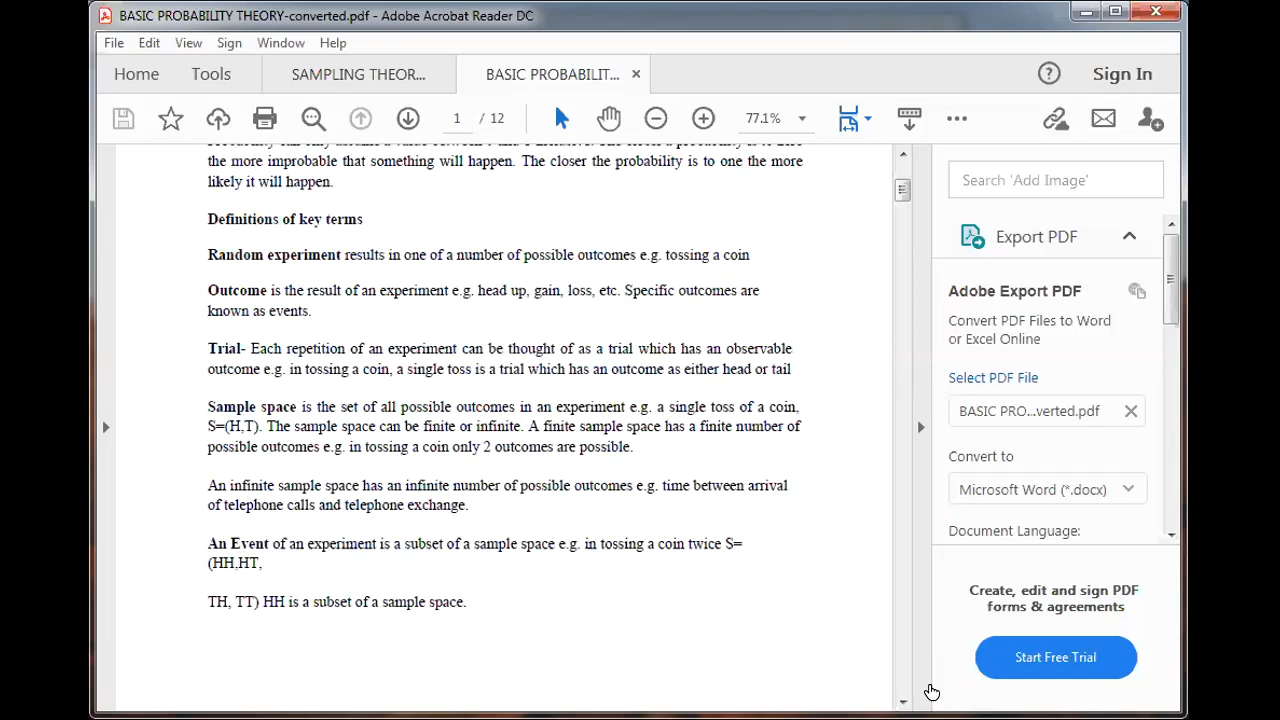 BASIC PROBABILITY THEORY-converted.pdf - Adobe Acrobat Reader DC
File Edit View Sign Window Help
Home Tools SAMPLING THEOR... BASIC PROBABILIT... × ? Sign In
1 / 12 77.1%
Probability can only assume a value between
the more improbable that something will happen. The closer the probability is to one the more
likely it will happen.
Definitions of key terms
Random experiment results in one of a number of possible outcomes e.g. tossing a coin
Outcome is the result of an experiment e.g. head up, gain, loss, etc. Specific outcomes are
known as events.
Trial- Each repetition of an experiment can be thought of as a trial which has an observable
outcome e.g. in tossing a coin, a single toss is a trial which has an outcome as either head or tail
Sample space is the set of all possible outcomes in an experiment e.g. a single toss of a coin,
S=(H,T). The sample space can be finite or infinite. A finite sample space has a finite number of
possible outcomes e.g. in tossing a coin only 2 outcomes are possible.
An infinite sample space has an infinite number of possible outcomes e.g. time between arrival
of telephone calls and telephone exchange.
An Event of an experiment is a subset of a sample space e.g. in tossing a coin twice S=
(HH,HT,
TH, TT) HH is a subset of a sample space.
Search 'Add Image'
Export PDF
Adobe Export PDF
Convert PDF Files to Word
or Excel Online
Select PDF File
BASIC PRO...verted.pdf
Convert to
Microsoft Word (*.docx)
Document Language:
Create, edit and sign PDF
forms & agreements
Start Free Trial